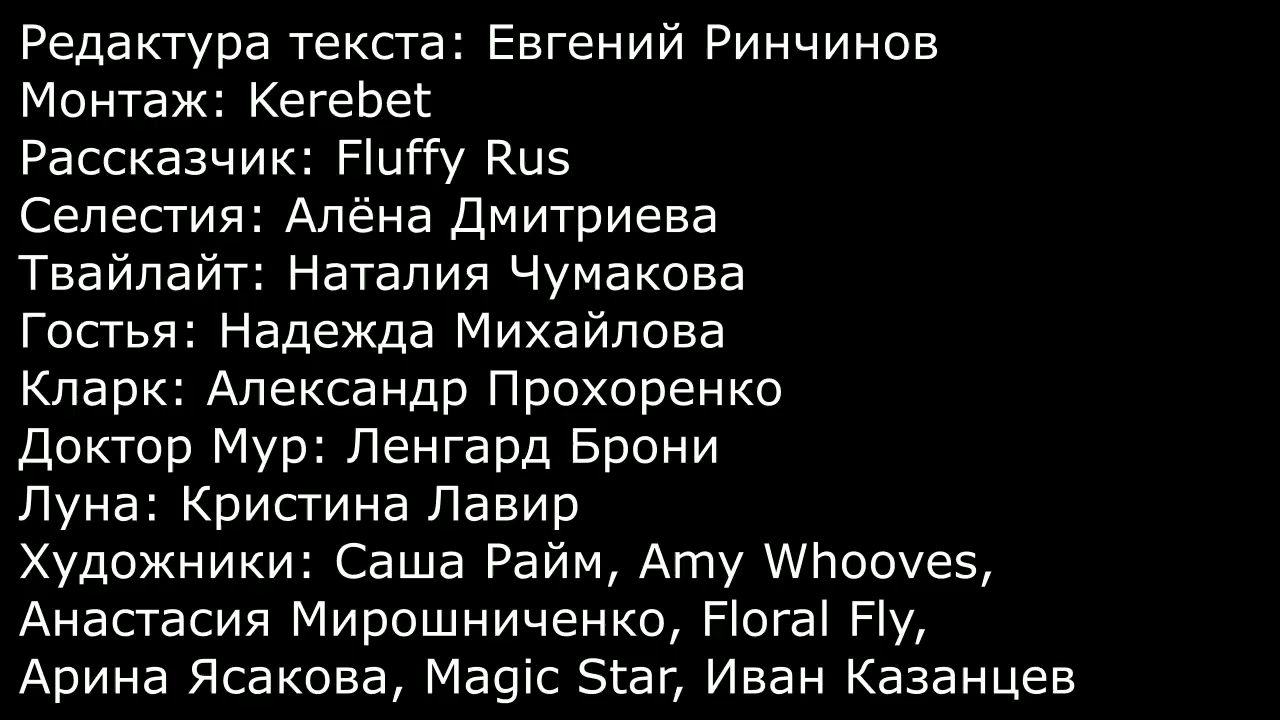 Редактура текста: Евгений Ринчинов
Монтаж: Kerebet
Рассказчик: Fluffy Rus
Селестия: Алёна Дмитриева
Твайлайт: Наталия Чумакова
Гостья: Надежда Михайлова
Кларк: Александр Прохоренко
Доктор Мур: Ленгард Брони
Луна: Кристина Лавир
Художники: Саша Райм, Amy Whooves,
Анастасия Мирошниченко, Floral Fly,
Арина Ясакова, Magic Star, Иван Казанцев